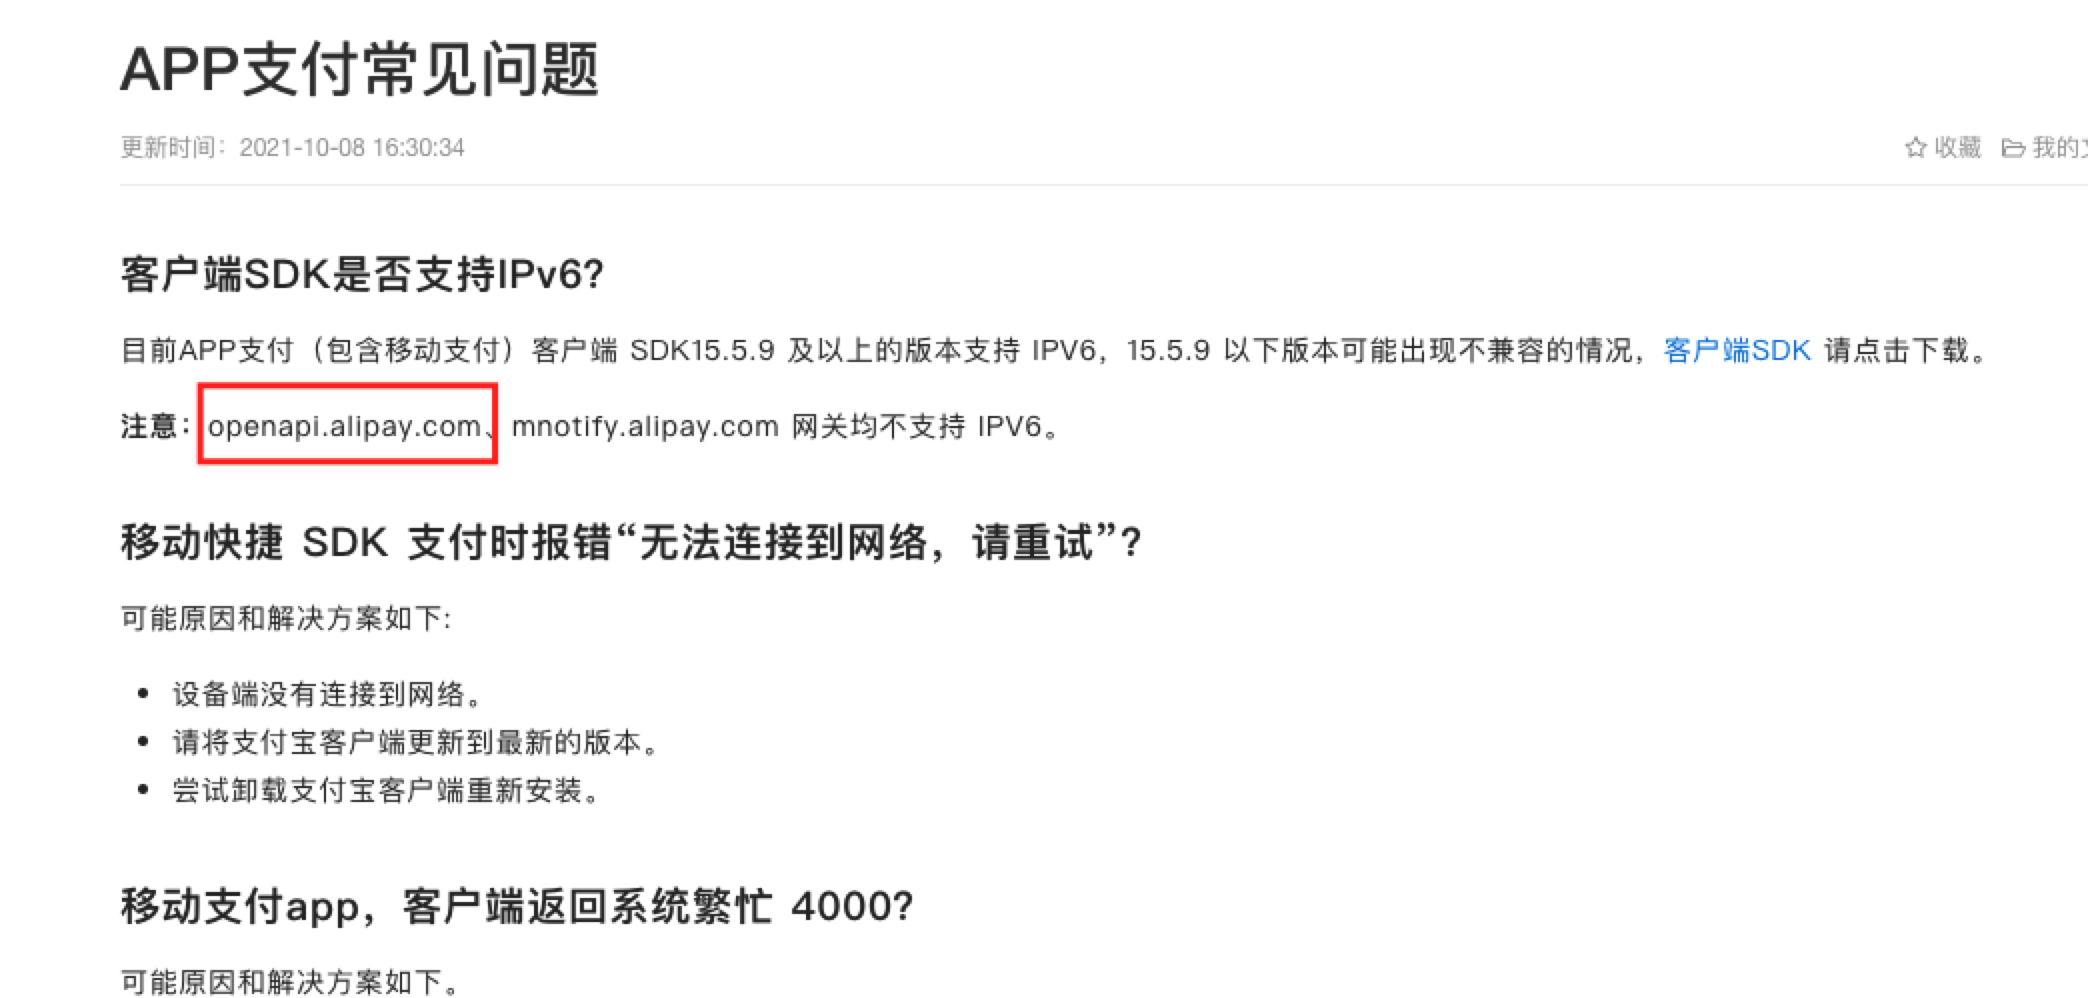 APP支付常见问题
更新时间：2021-10-08 16:30:34
收藏 我的
客户端SDK是否支持IPv6?
目前APP支付（包含移动支付）客户端 SDK15.5.9 及以上的版本支持 IPV6，15.5.9 以下版本可能出现不兼容的情况，客户端SDK 请点击下载。
注意：openapi.alipay.com、mnotify.alipay.com 网关均不支持 IPV6。
移动快捷 SDK 支付时报错“无法连接到网络，请重试”？
可能原因和解决方案如下:
• 设备端没有连接到网络。
• 请将支付宝客户端更新到最新的版本。
• 尝试卸载支付宝客户端重新安装。
移动支付app，客户端返回系统繁忙 4000?
可能原因和解决方案如下。